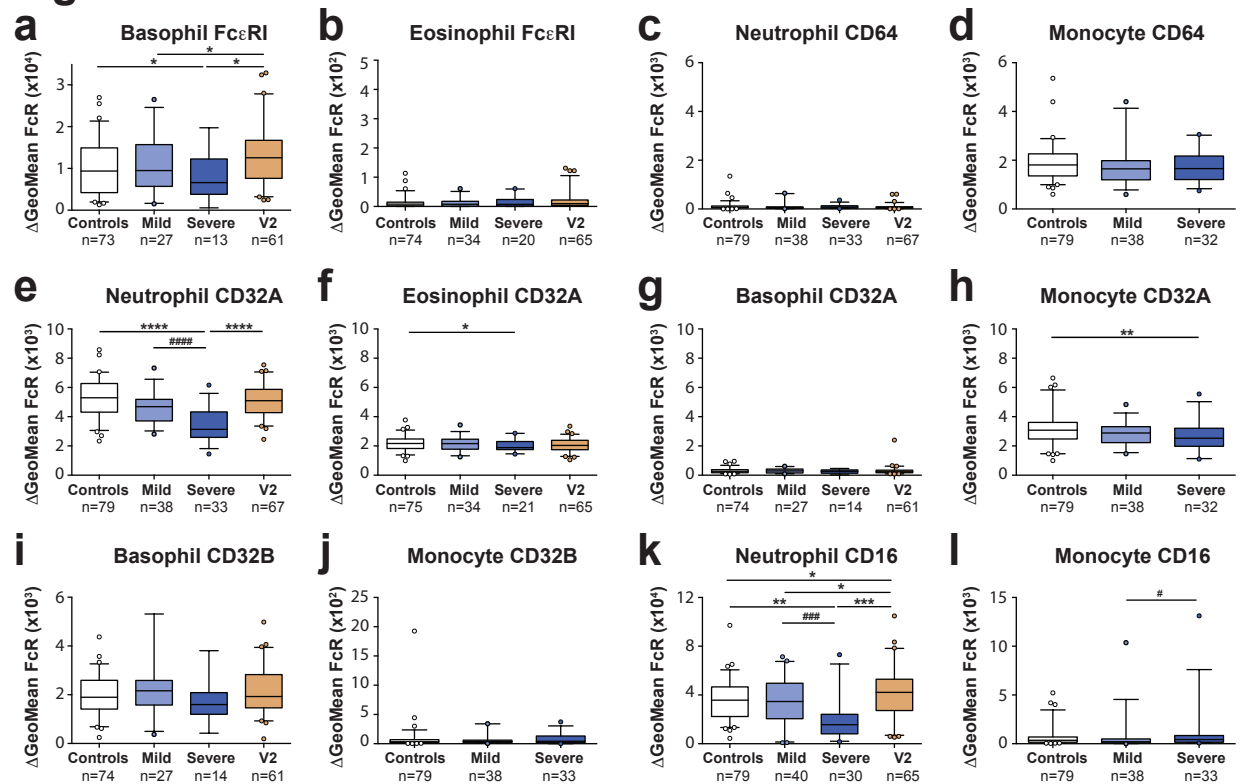 a Basophil FcεRI
ΔGeoMean FcR (x10⁴)
3
2
1
0
* * *
Controls Mild Severe V2
n=73 n=27 n=13 n=61
b Eosinophil FcεRI
ΔGeoMean FcR (x10²)
6
4
2
0
Controls Mild Severe V2
n=74 n=34 n=20 n=65
c Neutrophil CD64
ΔGeoMean FcR (x10³)
6
4
2
0
Controls Mild Severe V2
n=79 n=38 n=33 n=67
d Monocyte CD64
ΔGeoMean FcR (x10³)
6
4
2
0
Controls Mild Severe
n=79 n=38 n=32
e Neutrophil CD32A
ΔGeoMean FcR (x10³)
10
8
6
4
2
0
**** ****
####
Controls Mild Severe V2
n=79 n=38 n=33 n=67
f Eosinophil CD32A
ΔGeoMean FcR (x10³)
10
8
6
4
2
0
*
Controls Mild Severe V2
n=75 n=34 n=21 n=65
g Basophil CD32A
ΔGeoMean FcR (x10³)
10
8
6
4
2
0
Controls Mild Severe V2
n=74 n=27 n=14 n=61
h Monocyte CD32A
ΔGeoMean FcR (x10³)
10
8
6
4
2
0
**
Controls Mild Severe
n=79 n=38 n=32
i Basophil CD32B
ΔGeoMean FcR (x10³)
6
4
2
0
Controls Mild Severe V2
n=74 n=27 n=14 n=61
j Monocyte CD32B
ΔGeoMean FcR (x10²)
25
20
15
10
5
0
Controls Mild Severe
n=79 n=38 n=33
k Neutrophil CD16
ΔGeoMean FcR (x10⁴)
12
8
4
0
*
*
** ***
###
Controls Mild Severe V2
n=79 n=40 n=30 n=65
l Monocyte CD16
ΔGeoMean FcR (x10³)
15
10
5
0
#
Controls Mild Severe
n=79 n=38 n=33